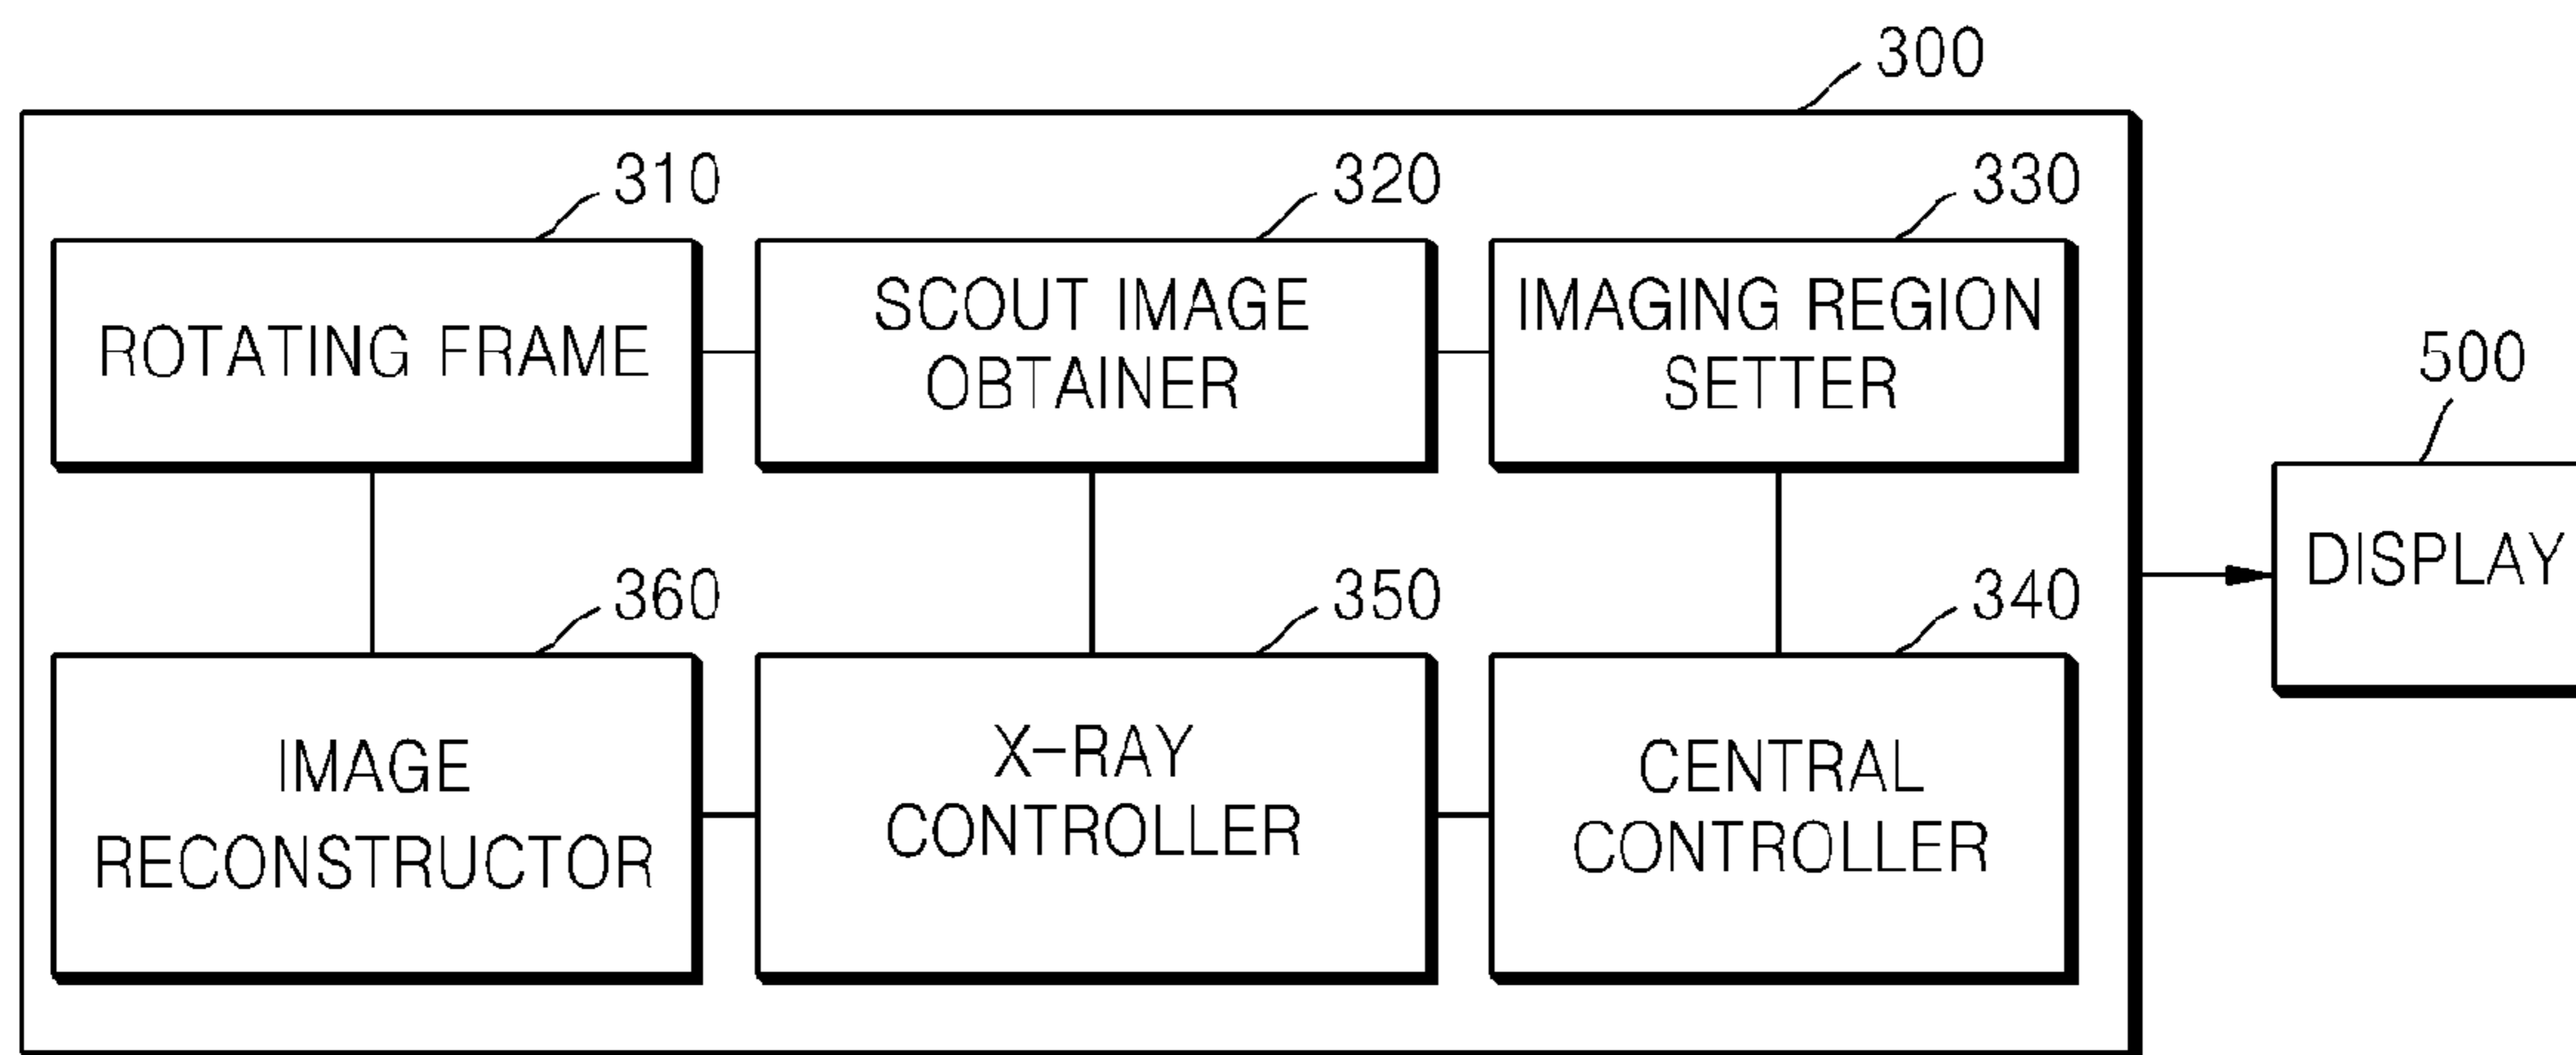 300
310
320
330
ROTATING FRAME
SCOUT IMAGE
OBTAINER
IMAGING REGION
SETTER
500
DISPLAY
360
350
340
IMAGE
RECONSTRUCTOR
X-RAY
CONTROLLER
CENTRAL
CONTROLLER